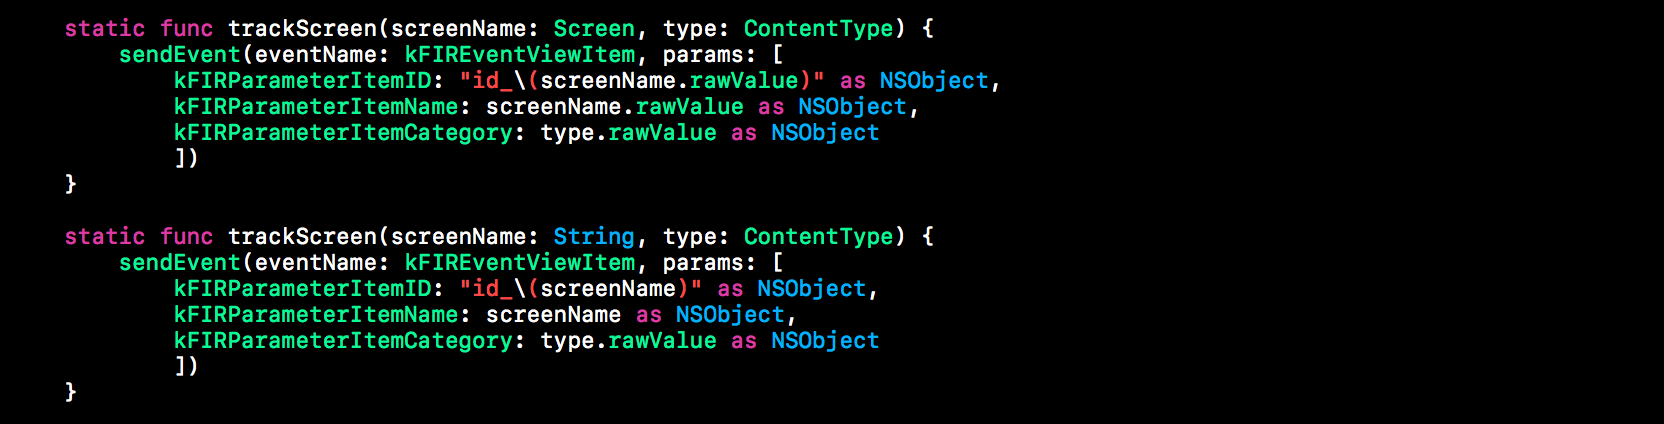 static func trackScreen(screenName: Screen, type: ContentType) {
sendEvent(eventName: kFIREventViewItem, params: [
kFIRParameterItemID: "id_\(screenName.rawValue)" as NSObject,
kFIRParameterItemName: screenName.rawValue as NSObject,
kFIRParameterItemCategory: type.rawValue as NSObject
])
}
static func trackScreen(screenName: String, type: ContentType) {
sendEvent(eventName: kFIREventViewItem, params: [
kFIRParameterItemID: "id_\(screenName)" as NSObject,
kFIRParameterItemName: screenName as NSObject,
kFIRParameterItemCategory: type.rawValue as NSObject
])
}